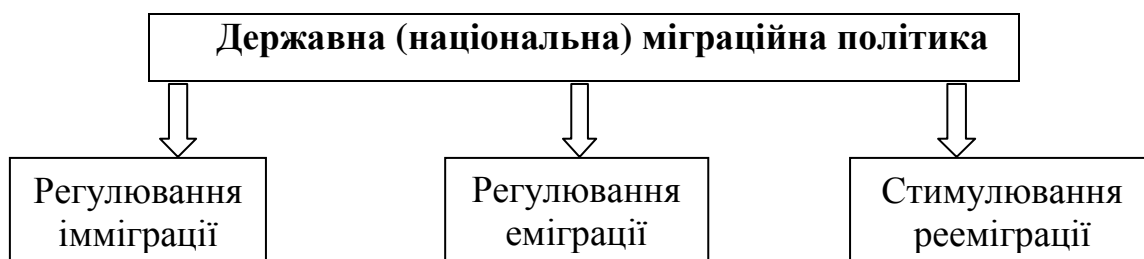 Державна (національна) міграційна політика
Регулювання
імміграції
Регулювання
еміграції
Стимулювання
рееміграції